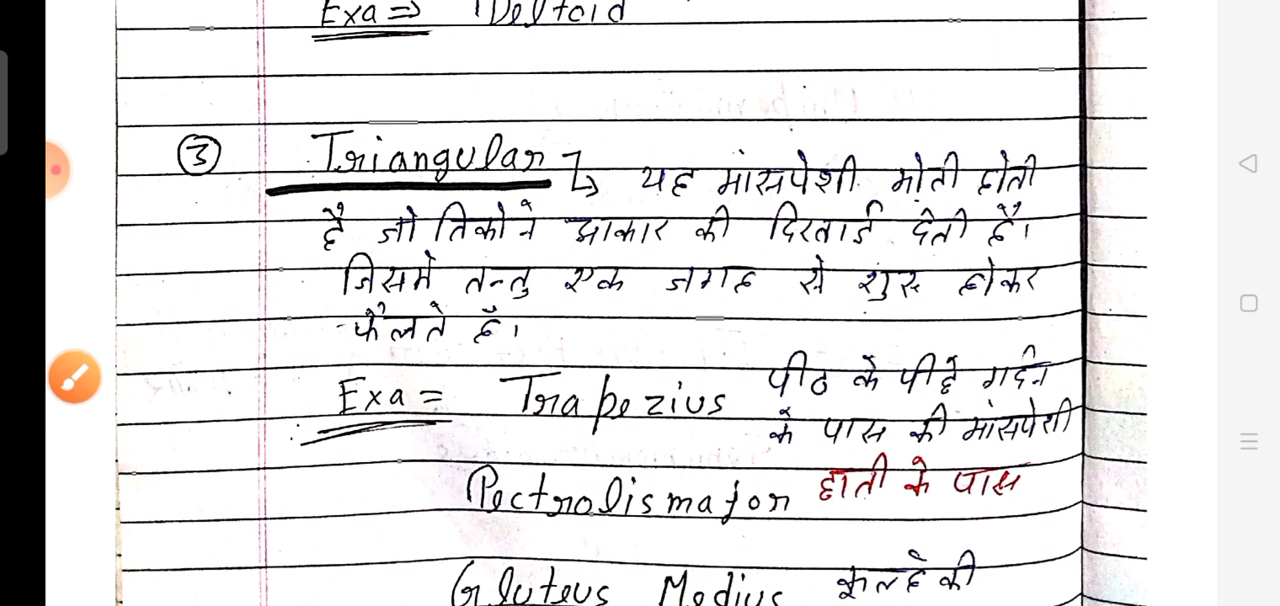 Exa ⇒ Deltoid
③ Triangular ↳ यह मांसपेशी मोती होती
है जो तिकोने आकार की दिखाई देती हैं।
जिसमें तन्तु एक जगह से शुरू होकर
फैलते हैं।
Exa = Trapezius पीठ के पीछे गर्दन
के पास की मांसपेशी
Pectrolis major छाती के पास
Gluteus Medius कुल्हे की